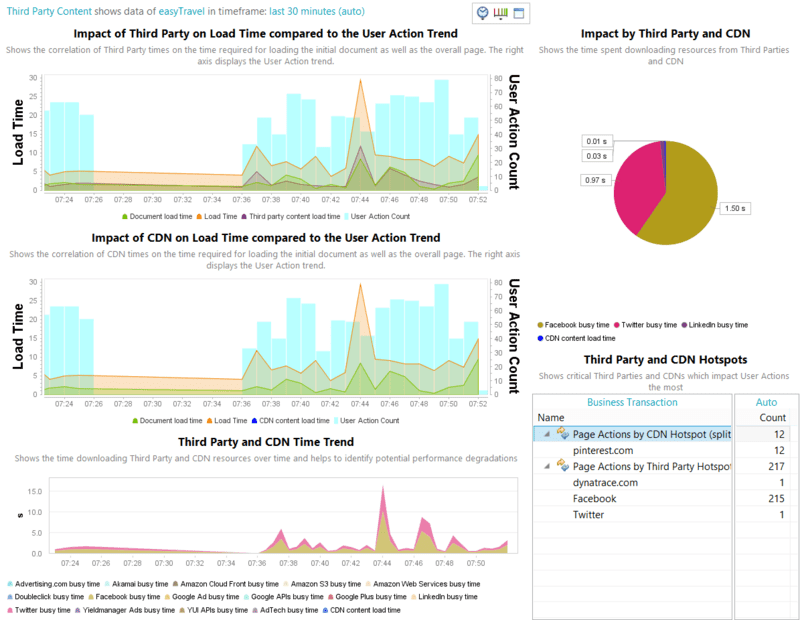 Third Party Content shows data of easyTravel in timeframe: last 30 minutes (auto)
Impact of Third Party on Load Time compared to the User Action Trend
Shows the correlation of Third Party times on the time required for loading the initial document as well as the overall page. The right
axis displays the User Action trend.
Load Time
30
25
20
15
10
5
0
80
70
60
50
40
30
20
10
0
User Action Count
07:24 07:26 07:28 07:30 07:32 07:34 07:36 07:38 07:40 07:42 07:44 07:46 07:48 07:50 07:52
Document load time Load Time Third party content load time User Action Count
Impact of CDN on Load Time compared to the User Action Trend
Shows the correlation of CDN times on the time required for loading the initial document as well as the overall page. The right axis
displays the User Action trend.
Load Time
30
25
20
15
10
5
0
80
70
60
50
40
30
20
10
0
User Action Count
07:24 07:26 07:28 07:30 07:32 07:34 07:36 07:38 07:40 07:42 07:44 07:46 07:48 07:50 07:52
Document load time Load Time CDN content load time User Action Count
Third Party and CDN Time Trend
Shows the time downloading Third Party and CDN resources over time and helps to identify potential performance degradations
s
15.0
10.0
5.0
0.0
07:24 07:26 07:28 07:30 07:32 07:34 07:36 07:38 07:40 07:42 07:44 07:46 07:48 07:50
Advertising.com busy time Akamai busy time Amazon Cloud Front busy time Amazon S3 busy time Amazon Web Services busy time
Doubleclick busy time Facebook busy time Google Ad busy time Google APIs busy time Google Plus busy time LinkedIn busy time
Twitter busy time Yieldmanager Ads busy time YUI APIs busy time AdTech busy time CDN content load time
Impact by Third Party and CDN
Shows the time spent downloading resources from Third Parties
and CDN
0.01 s
0.03 s
0.97 s
1.50 s
Facebook busy time Twitter busy time LinkedIn busy time
CDN content load time
Third Party and CDN Hotspots
Shows critical Third Parties and CDNs which impact User Actions
the most
Business Transaction Auto
Name Count
Page Actions by CDN Hotspot (split 12
pinterest.com 12
Page Actions by Third Party Hotspot 217
dynatrace.com 1
Facebook 215
Twitter 1